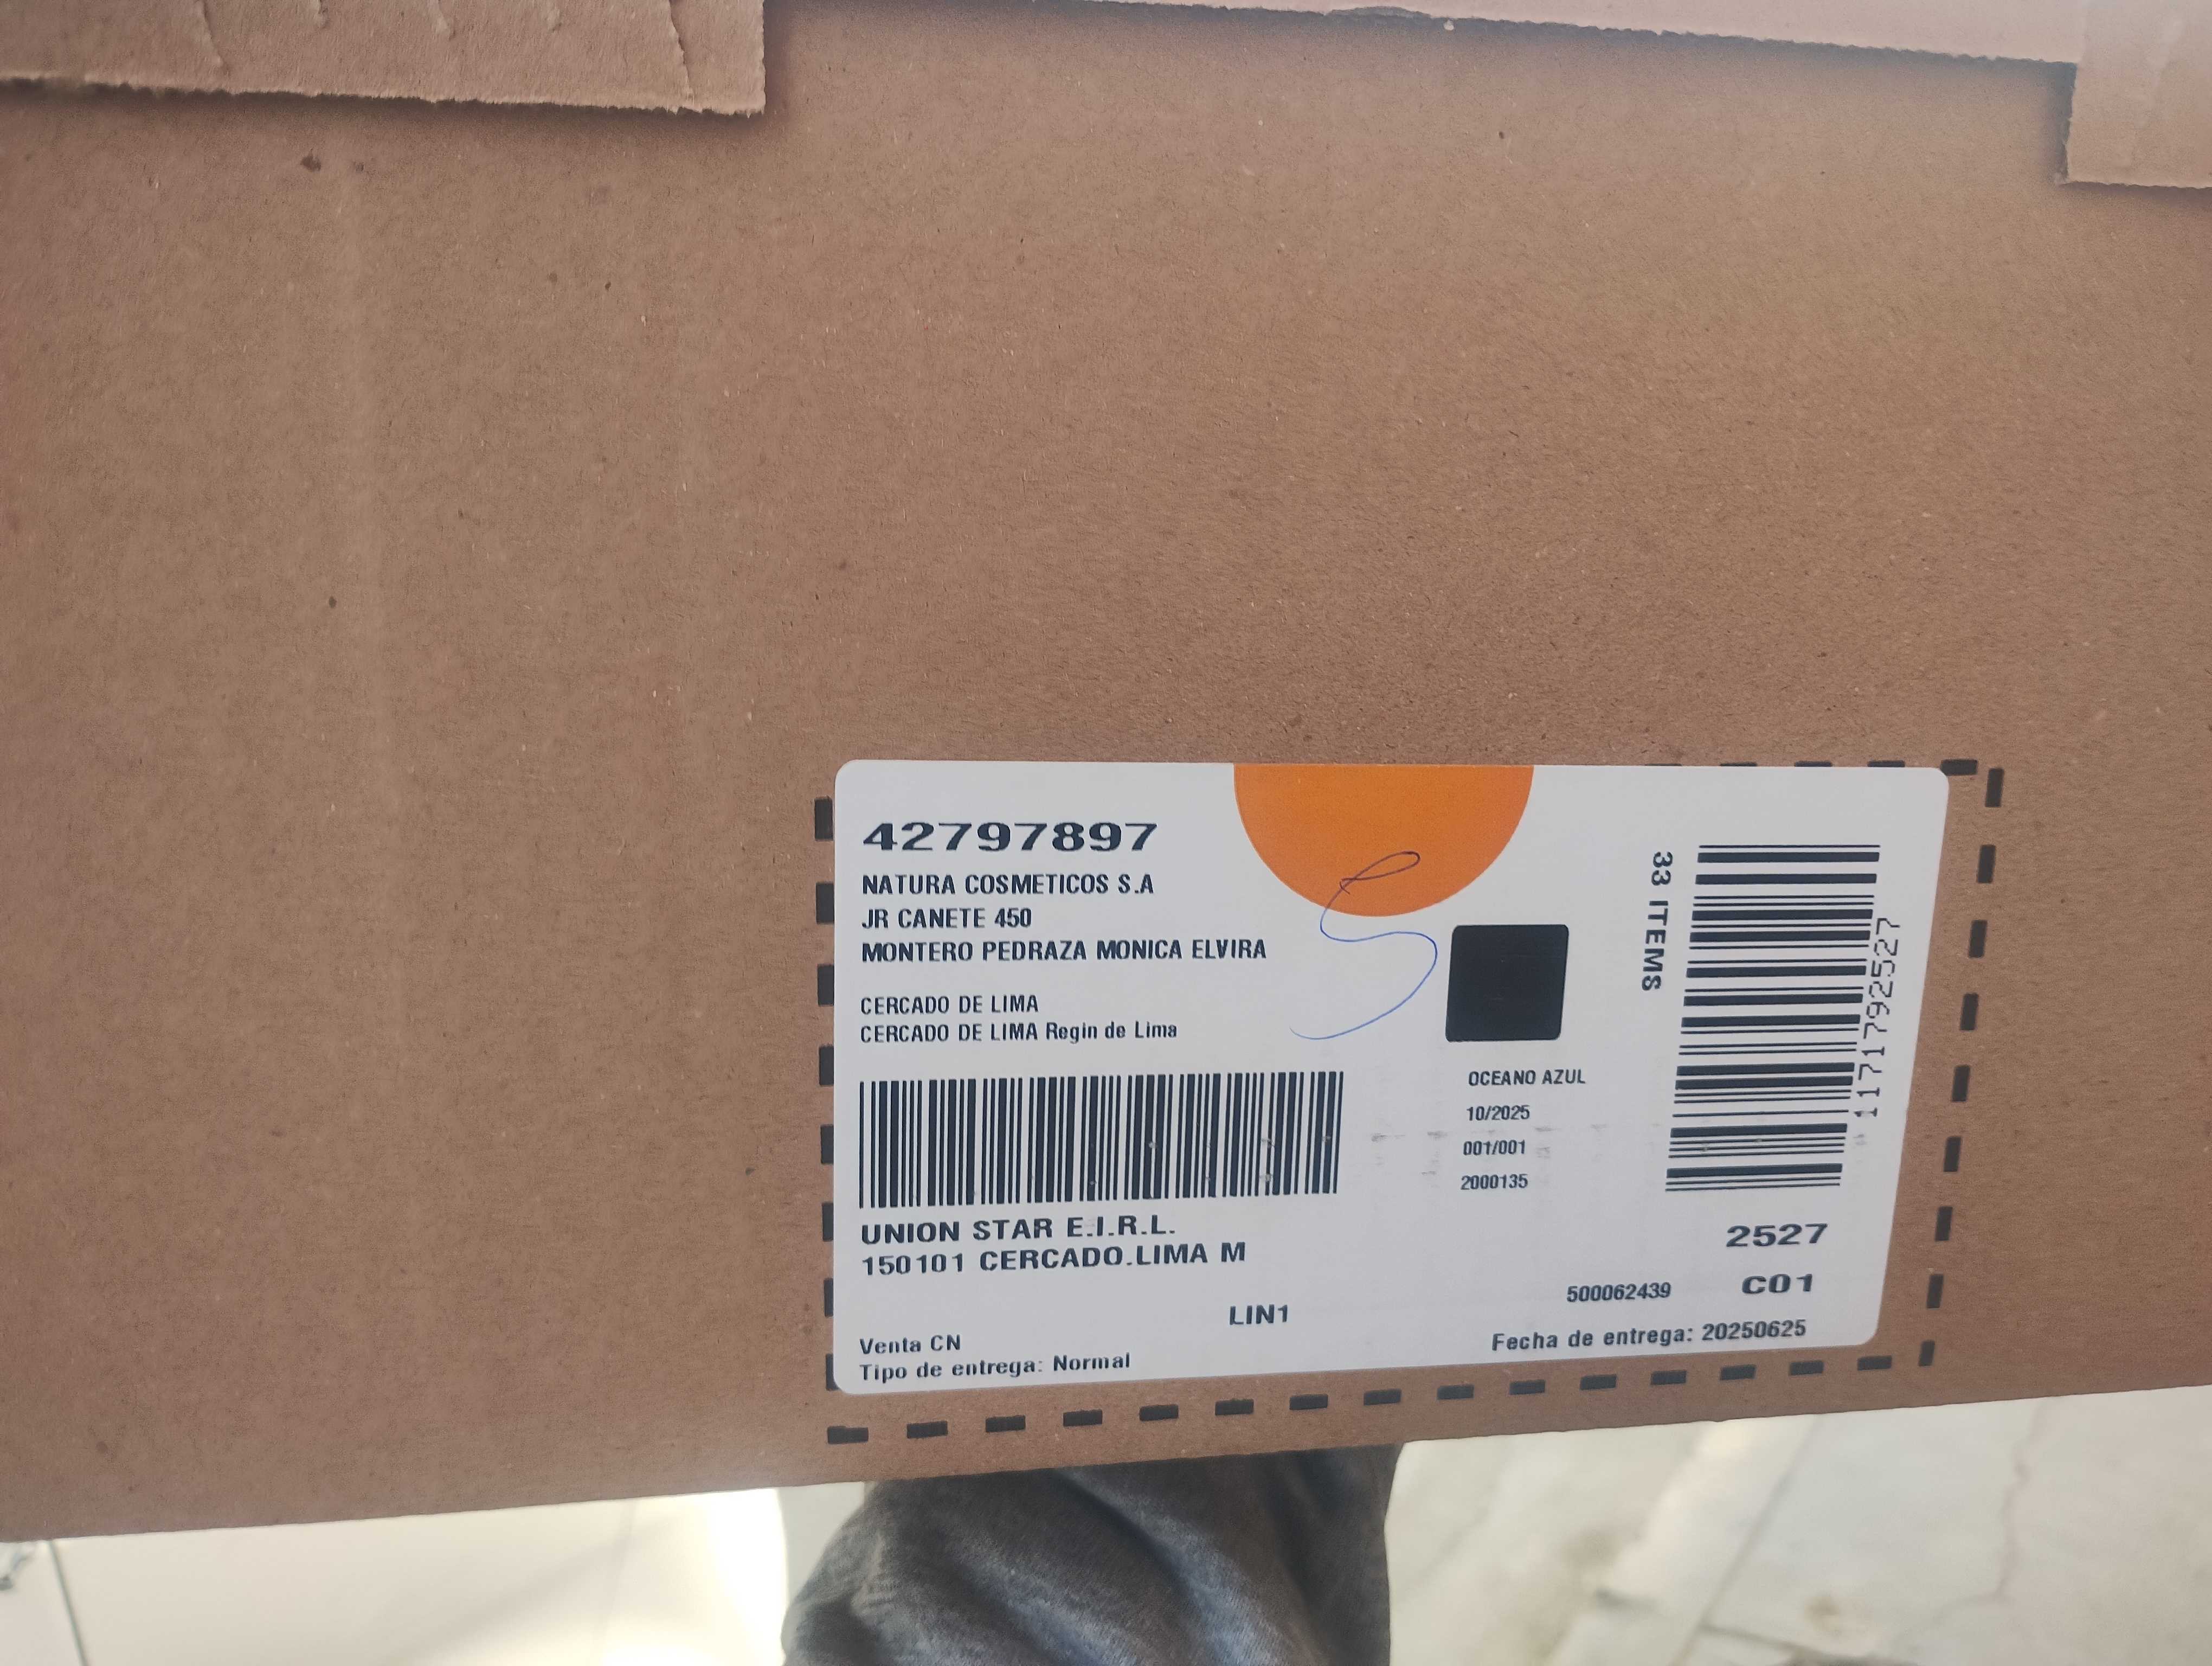 42797897
NATURA COSMETICOS S.A
JR CANETE 450
MONTERO PEDRAZA MONICA ELVIRA
CERCADO DE LIMA
CERCADO DE LIMA Regin de Lima
33 ITEMS
1171792527
OCEANO AZUL
10/2025
001/001
2000135
UNION STAR E.I.R.L.
150101 CERCADO.LIMA M
2527
C01
500062439
LIN1
Venta CN
Tipo de entrega: Normal
Fecha de entrega: 20250625